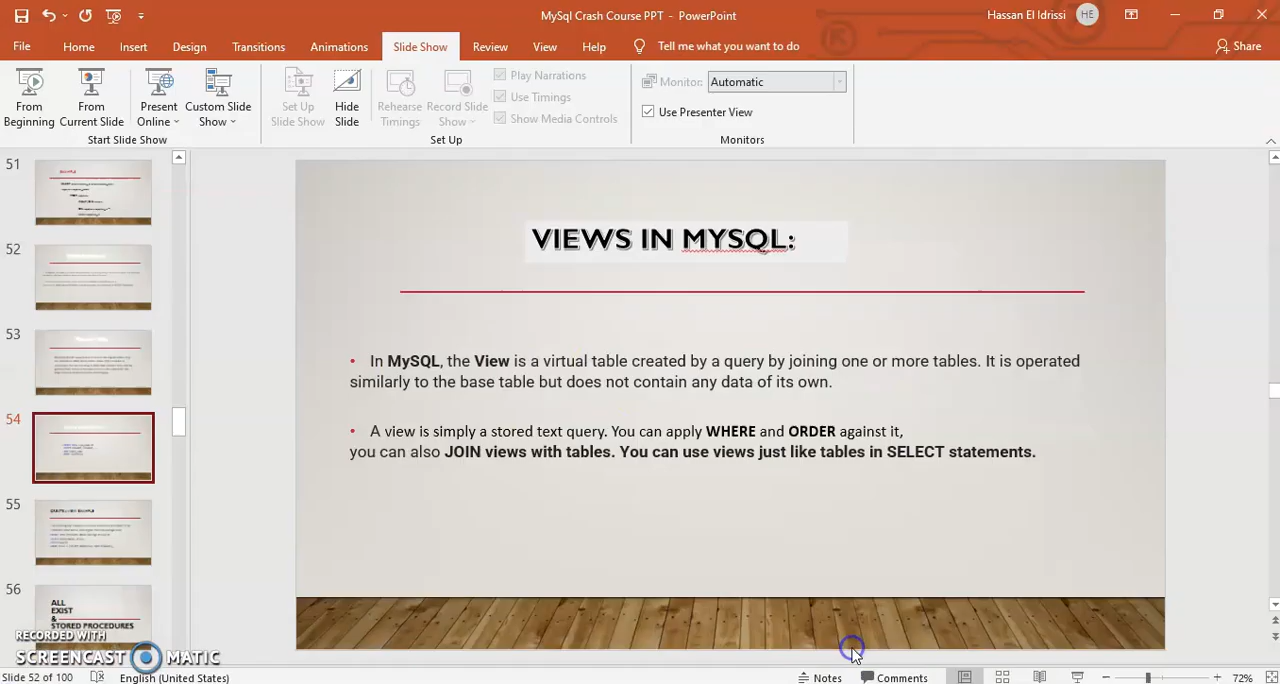 MySql Crash Course PPT - PowerPoint
Hassan El Idrissi
HE
File
Home
Insert
Design
Transitions
Animations
Slide Show
Review
View
Help
Tell me what you want to do
Share
From Beginning
From Current Slide
Present Online
Custom Slide Show
Set Up Slide Show
Hide Slide
Rehearse Timings
Record Slide Show
Play Narrations
Use Timings
Show Media Controls
Monitor:
Automatic
Use Presenter View
Start Slide Show
Set Up
Monitors
51
52
53
54
55
56
ALL
EXIST
&
STORED PROCEDURES
VIEWS IN MYSQL:
• In MySQL, the View is a virtual table created by a query by joining one or more tables. It is operated
similarly to the base table but does not contain any data of its own.
• A view is simply a stored text query. You can apply WHERE and ORDER against it,
you can also JOIN views with tables. You can use views just like tables in SELECT statements.
RECORDED WITH
SCREENCAST MATIC
Slide 52 of 100
English (United States)
Notes
Comments
72%